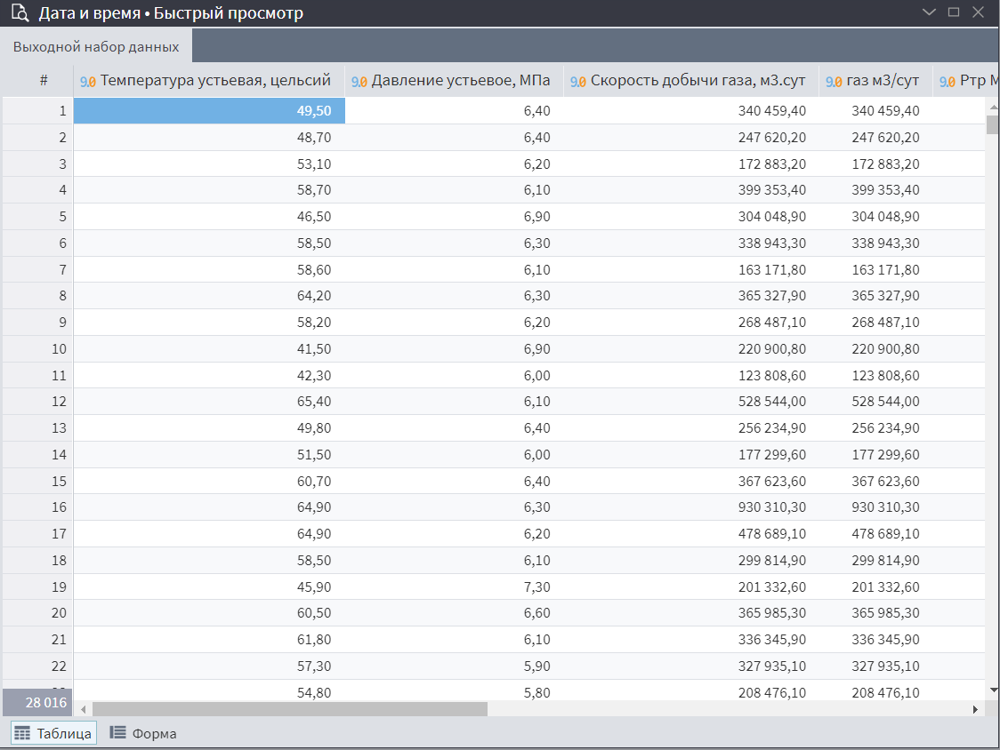 Дата и время • Быстрый просмотр
Выходной набор данных
# 9.0 Температура устьевая, цельсий 9.0 Давление устьевое, МПа 9.0 Скорость добычи газа, м3.сут 9.0 газ м3/сут 9.0 Ртр М
1 49,50 6,40 340 459,40 340 459,40
2 48,70 6,40 247 620,20 247 620,20
3 53,10 6,20 172 883,20 172 883,20
4 58,70 6,10 399 353,40 399 353,40
5 46,50 6,90 304 048,90 304 048,90
6 58,50 6,30 338 943,30 338 943,30
7 58,60 6,10 163 171,80 163 171,80
8 64,20 6,30 365 327,90 365 327,90
9 58,20 6,20 268 487,10 268 487,10
10 41,50 6,90 220 900,80 220 900,80
11 42,30 6,00 123 808,60 123 808,60
12 65,40 6,10 528 544,00 528 544,00
13 49,80 6,40 256 234,90 256 234,90
14 51,50 6,00 177 299,60 177 299,60
15 60,70 6,40 367 623,60 367 623,60
16 64,90 6,30 930 310,30 930 310,30
17 64,90 6,20 478 689,10 478 689,10
18 58,50 6,10 299 814,90 299 814,90
19 45,90 7,30 201 332,60 201 332,60
20 60,50 6,60 365 985,30 365 985,30
21 61,80 6,10 336 345,90 336 345,90
22 57,30 5,90 327 935,10 327 935,10
54,80 5,80 208 476,10 208 476,10
28 016
Таблица Форма